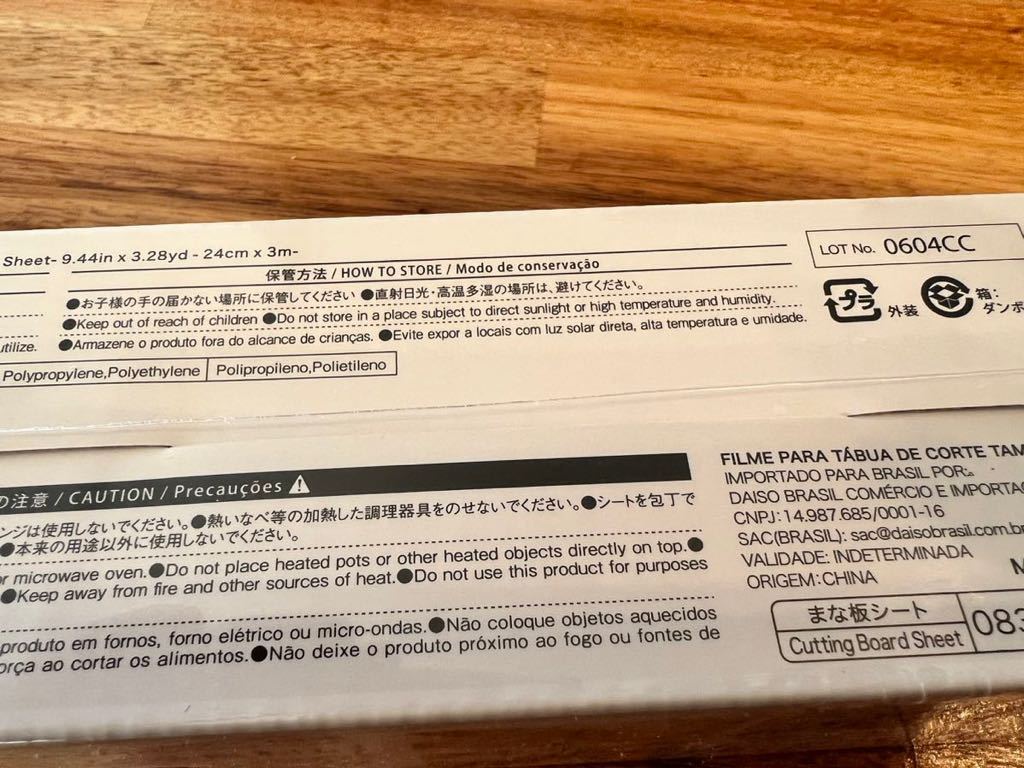 Sheet- 9.44in x 3.28yd - 24cm x 3m-
保管方法 / HOW TO STORE / Modo de conservação
●お子様の手の届かない場所に保管してください ●直射日光・高温多湿の場所は、避けてください。
●Keep out of reach of children ●Do not store in a place subject to direct sunlight or high temperature and humidity.
utilize. ●Armazene o produto fora do alcance de crianças. ●Evite expor a locais com luz solar direta, alta temperatura e umidade.
Polypropylene,Polyethylene Polipropileno,Polietileno
LOT No. 0604CC
プラ 外装 箱:
ダンボ
の注意 / CAUTION / Precauções
ンジは使用しないでください。●熱いなべ等の加熱した調理器具をのせないでください。●シートを包丁で
●本来の用途以外に使用しないでください。
or microwave oven.●Do not place heated pots or other heated objects directly on top.●
●Keep away from fire and other sources of heat.●Do not use this product for purposes
produto em fornos, forno elétrico ou micro-ondas.●Não coloque objetos aquecidos
orça ao cortar os alimentos.●Não deixe o produto próximo ao fogo ou fontes de
FILME PARA TÁBUA DE CORTE TAM
IMPORTADO PARA BRASIL POR:
DAISO BRASIL COMÉRCIO E IMPORTAÇ
CNPJ:14.987.685/0001-16
SAC(BRASIL): sac@daisobrasil.com.br
VALIDADE: INDETERMINADA
ORIGEM:CHINA
M
まな板シート
Cutting Board Sheet
083